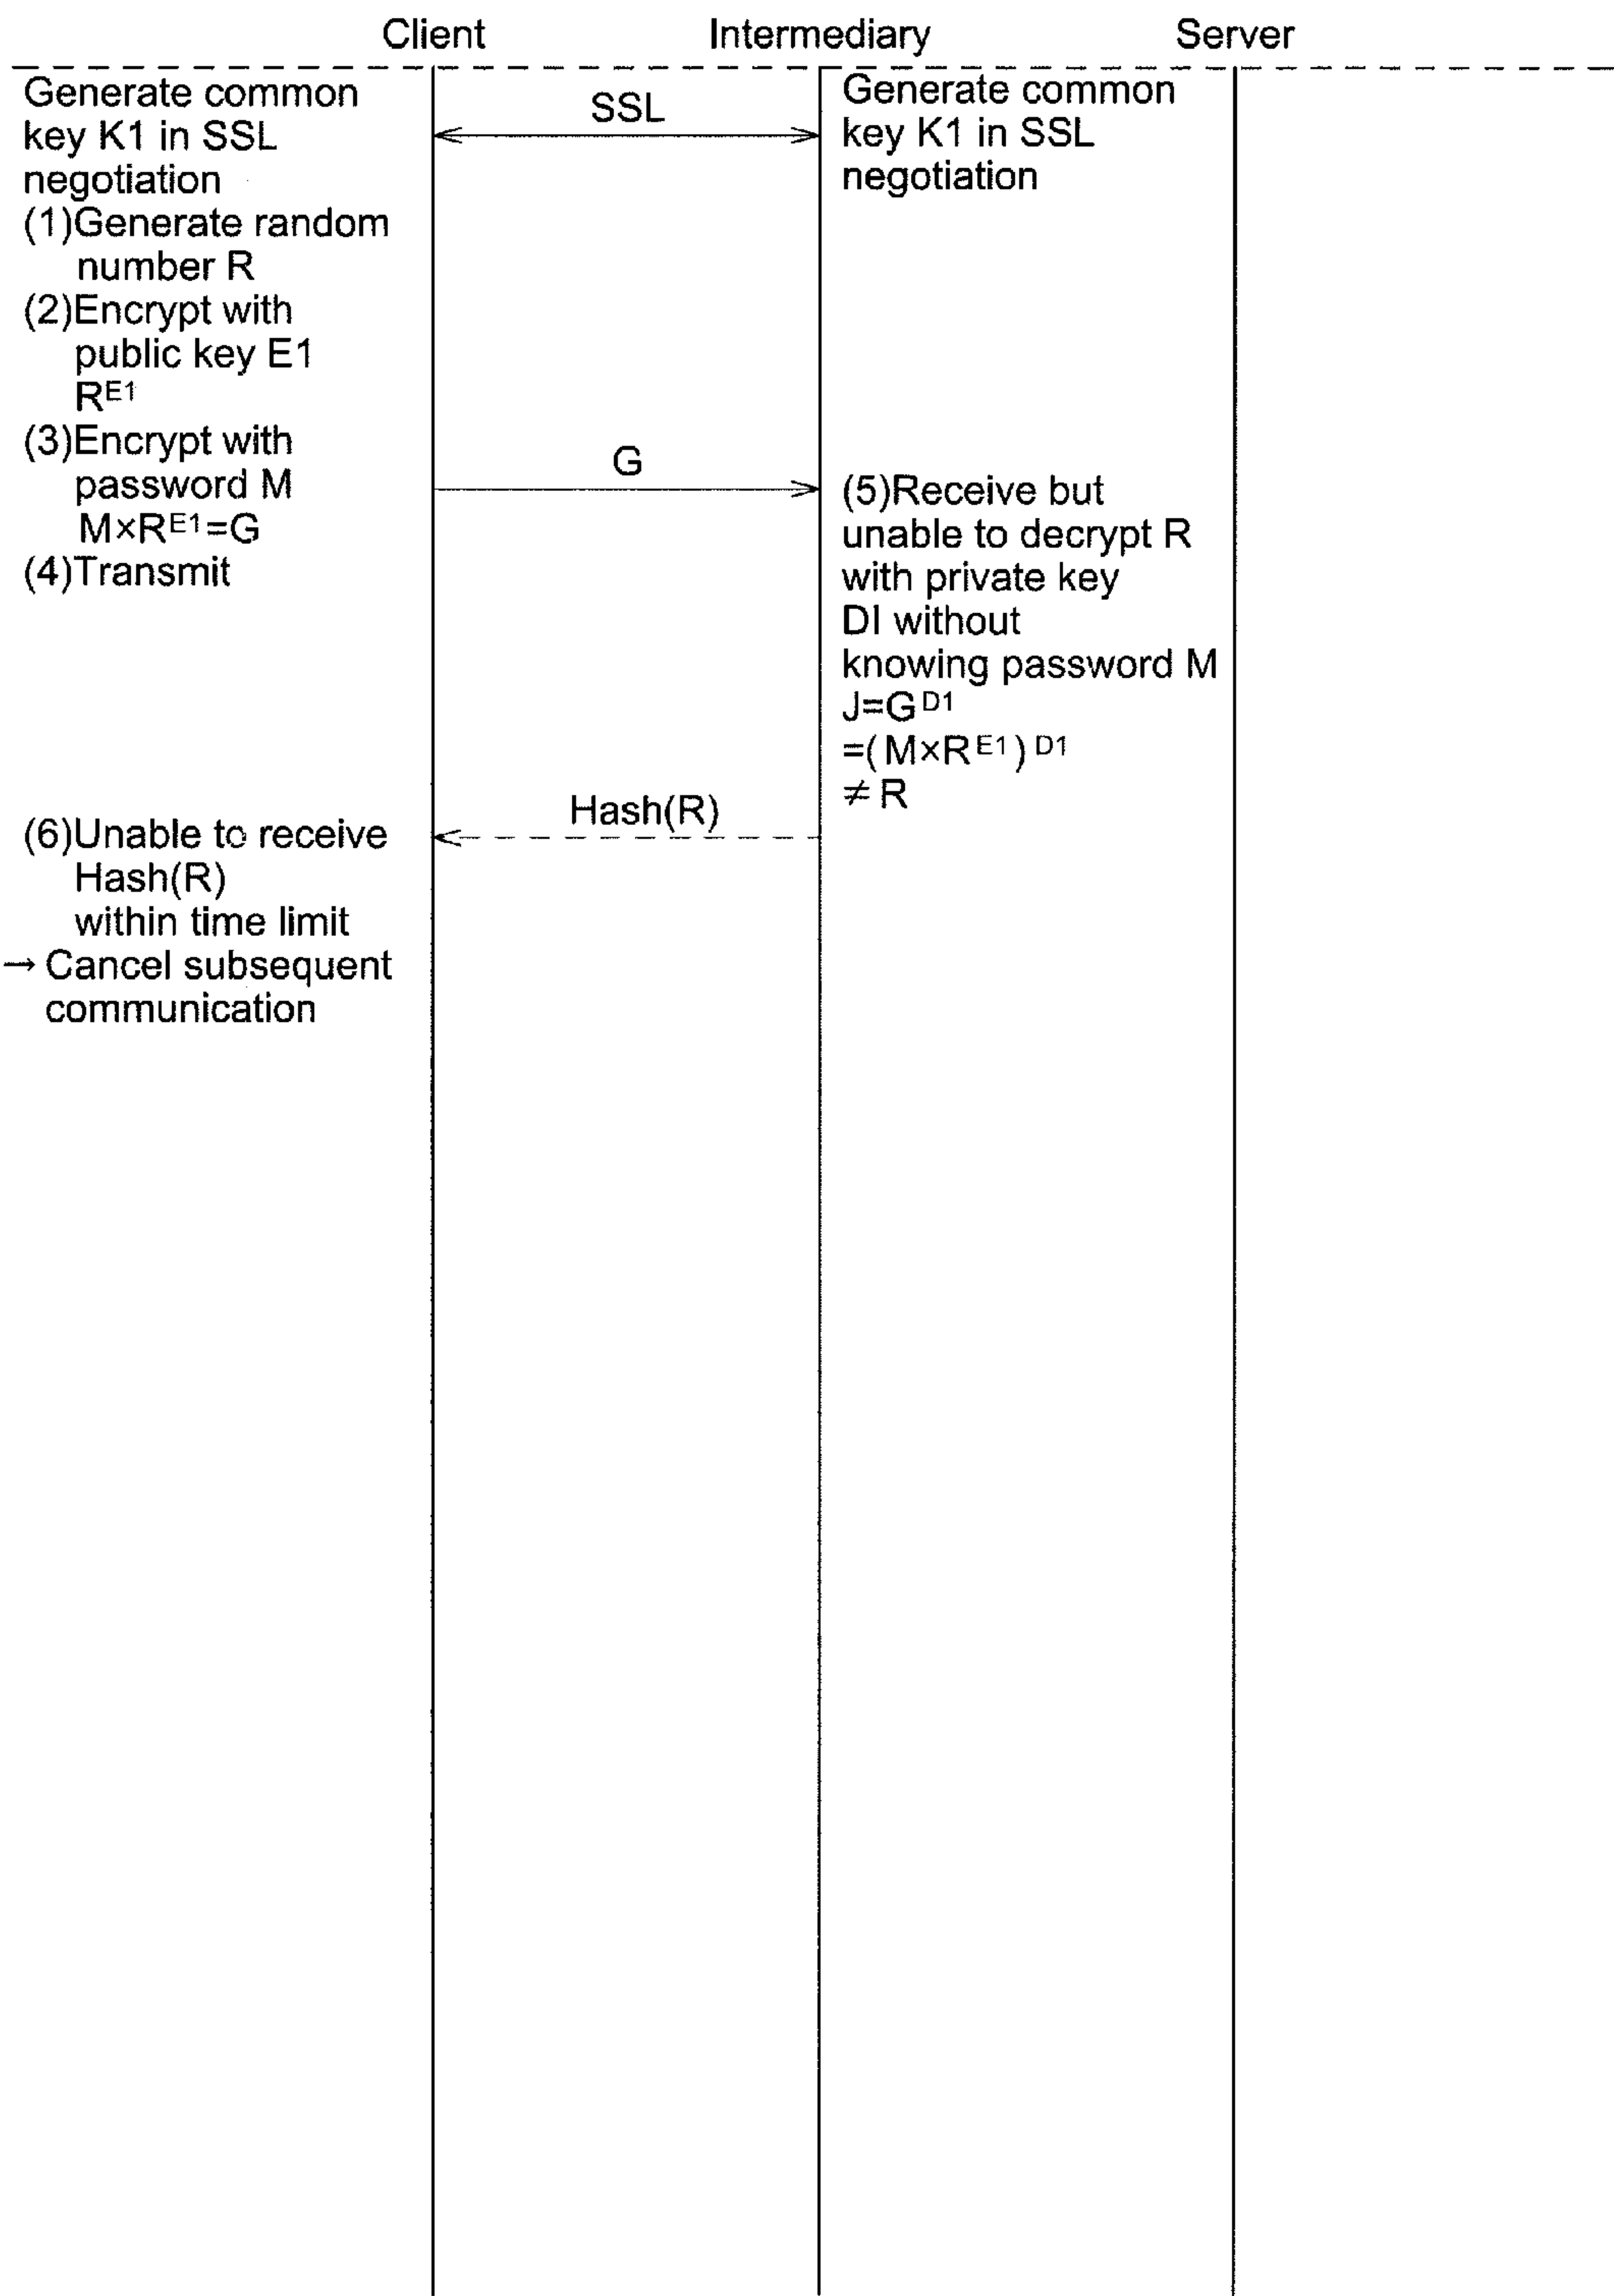 Client Intermediary Server
Generate common
key K1 in SSL
negotiation
(1)Generate random
number R
(2)Encrypt with
public key E1
R^E1
(3)Encrypt with
password M
M×R^E1=G
(4)Transmit
SSL
Generate common
key K1 in SSL
negotiation
G
(5)Receive but
unable to decrypt R
with private key
DI without
knowing password M
J=G^D1
=(M×R^E1)^D1
≠R
Hash(R)
(6)Unable to receive
Hash(R)
within time limit
→ Cancel subsequent
communication